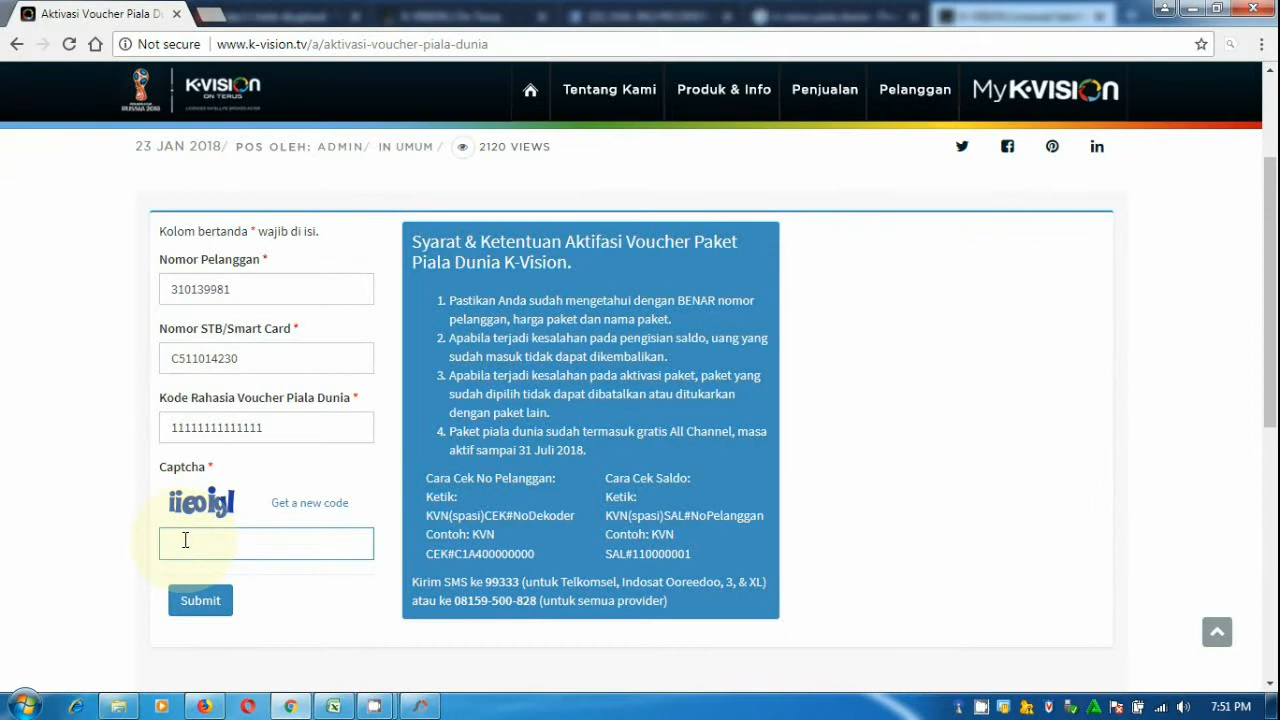 Aktivasi Voucher Piala D
Not secure
www.k-vision.tv/a/aktivasi-voucher-piala-dunia
RUSSIA 2018
K-VISION
ON TERUS
LICENSED SATELLITE BROADCASTER
Tentang Kami
Produk & Info
Penjualan
Pelanggan
MyK-VISION
23 JAN 2018/ POS OLEH: ADMIN/ IN UMUM / 2120 VIEWS
Kolom bertanda * wajib di isi.
Nomor Pelanggan *
310139981
Nomor STB/Smart Card *
C511014230
Kode Rahasia Voucher Piala Dunia *
11111111111111
Captcha *
iieoigl
Get a new code
Submit
Syarat & Ketentuan Aktifasi Voucher Paket
Piala Dunia K-Vision.
1. Pastikan Anda sudah mengetahui dengan BENAR nomor
pelanggan, harga paket dan nama paket.
2. Apabila terjadi kesalahan pada pengisian saldo, uang yang
sudah masuk tidak dapat dikembalikan.
3. Apabila terjadi kesalahan pada aktivasi paket, paket yang
sudah dipilih tidak dapat dibatalkan atau ditukarkan
dengan paket lain.
4. Paket piala dunia sudah termasuk gratis All Channel, masa
aktif sampai 31 Juli 2018.
Cara Cek No Pelanggan:
Ketik:
KVN(spasi)CEK#NoDekoder
Contoh: KVN
CEK#C1A400000000
Cara Cek Saldo:
Ketik:
KVN(spasi)SAL#NoPelanggan
Contoh: KVN
SAL#110000001
Kirim SMS ke 99333 (untuk Telkomsel, Indosat Ooredoo, 3, & XL)
atau ke 08159-500-828 (untuk semua provider)
7:51 PM